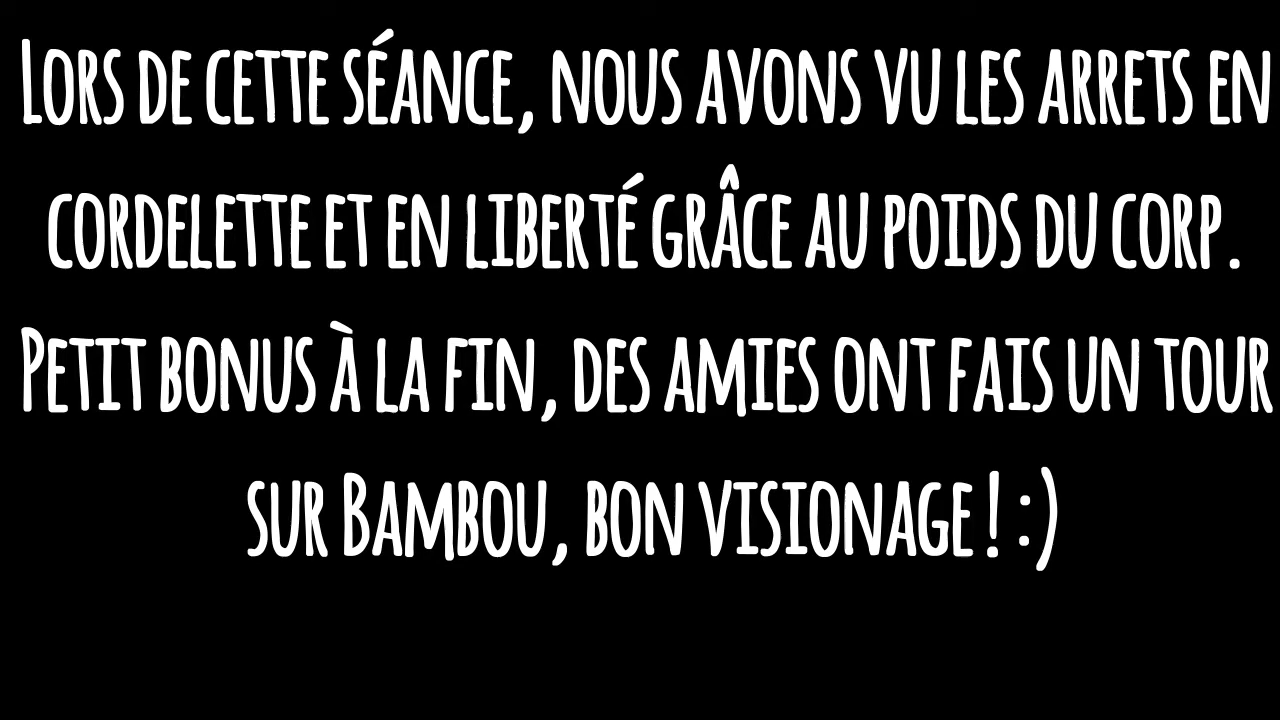 Lors de cette séance, nous avons vu les arrets en
cordelette et en liberté grâce au poids du corp.
Petit bonus à la fin, des amies ont fais un tour
sur Bambou, bon visionage ! :)